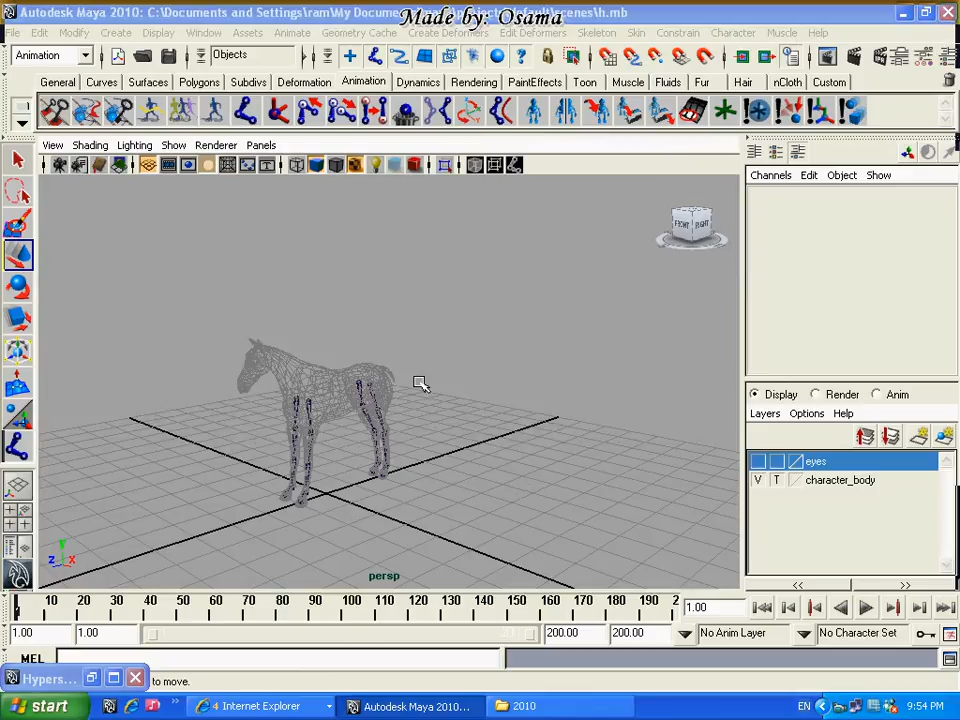 Autodesk Maya 2010: C:\Documents and Settings\ram\My Docume
Made by: Osama
efault\scenes\h.mb
File Edit Modify Create Display Window Assets Animate Geometry Cache Create Deformers Edit Deformers Skeleton Skin Constrain Character Muscle Help
Animation
Objects
General Curves Surfaces Polygons Subdivs Deformation Animation Dynamics Rendering PaintEffects Toon Muscle Fluids Fur Hair nCloth Custom
View Shading Lighting Show Renderer Panels
Channels Edit Object Show
FRONT RIGHT
Display Render Anim
Layers Options Help
eyes
V T character_body
y
z x
persp
10 20 30 40 50 60 70 80 90 100 110 120 130 140 150 160 170 180 190 2
1.00
1.00 1.00 200.00 200.00 No Anim Layer No Character Set
MEL
Hypers...
to move.
start
4 Internet Explorer
Autodesk Maya 2010...
2010
EN
9:54 PM